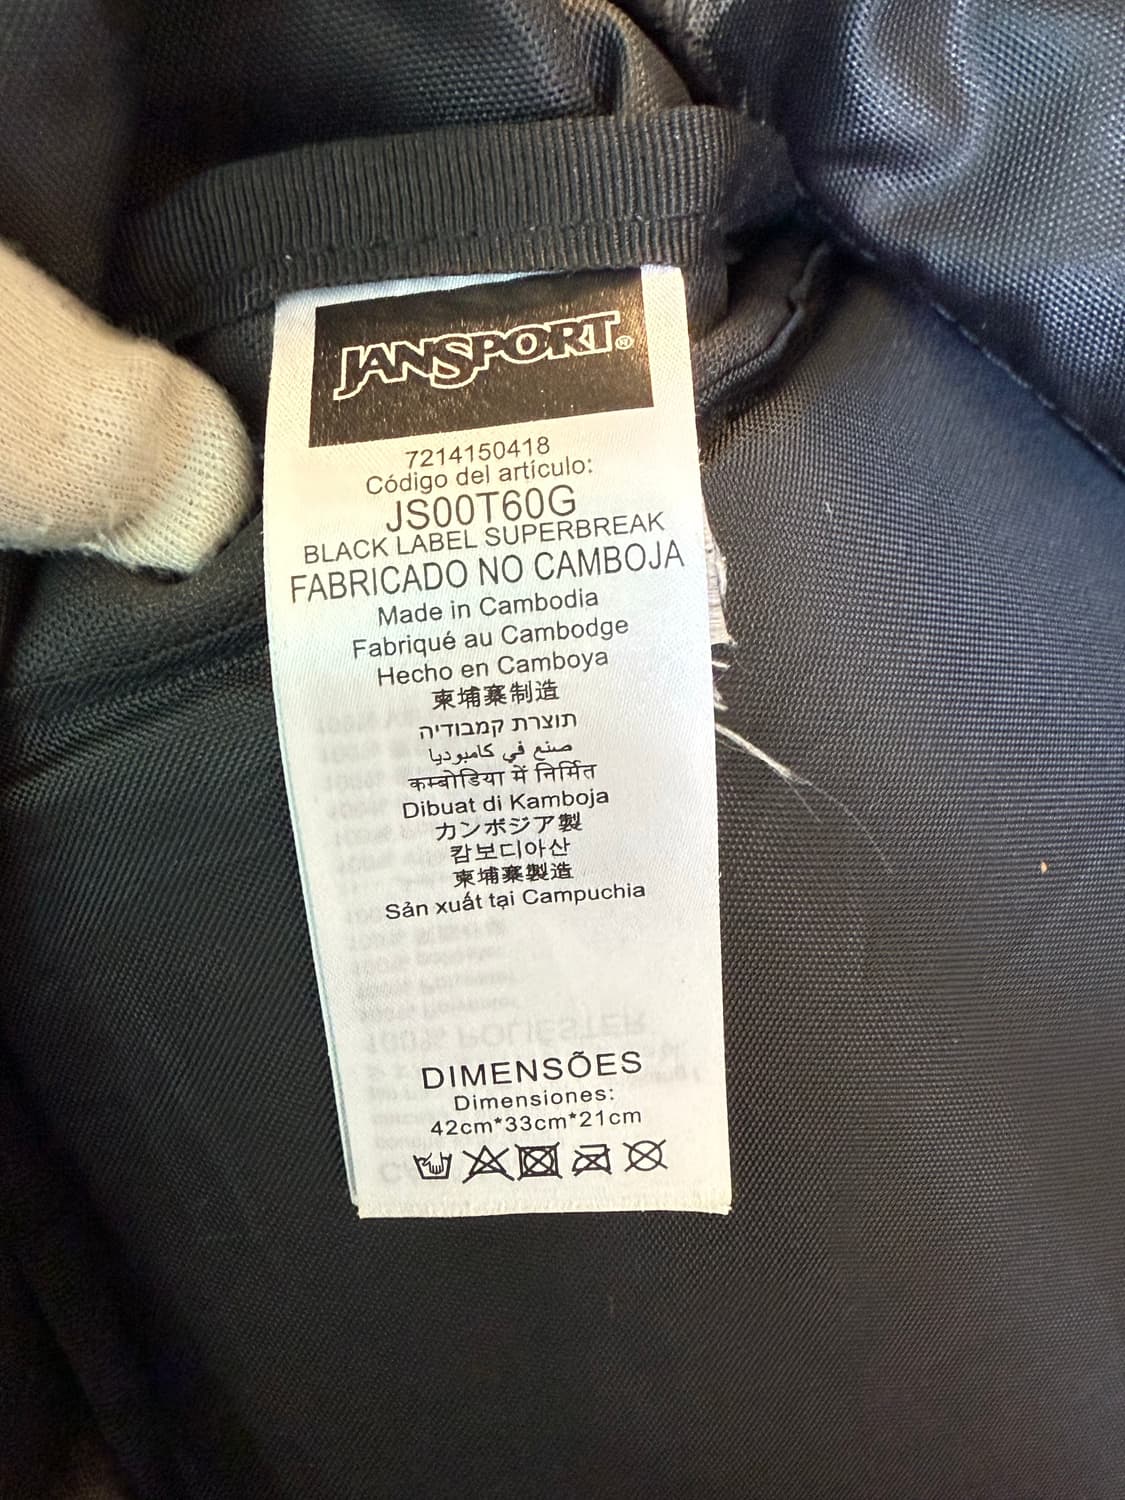 JANSPORT®
7214150418
Código del artículo:
JS00T60G
BLACK LABEL SUPERBREAK
FABRICADO NO CAMBOJA
Made in Cambodia
Fabriqué au Cambodge
Hecho en Camboya
柬埔寨制造
תוצרת קמבודיה
صنع في كامبوديا
कम्बोडिया में निर्मित
Dibuat di Kamboja
カンボジア製
캄보디아산
柬埔寨製造
Sản xuất tại Campuchia
100% POLIÉSTER
DIMENSÕES
Dimensiones:
42cm*33cm*21cm